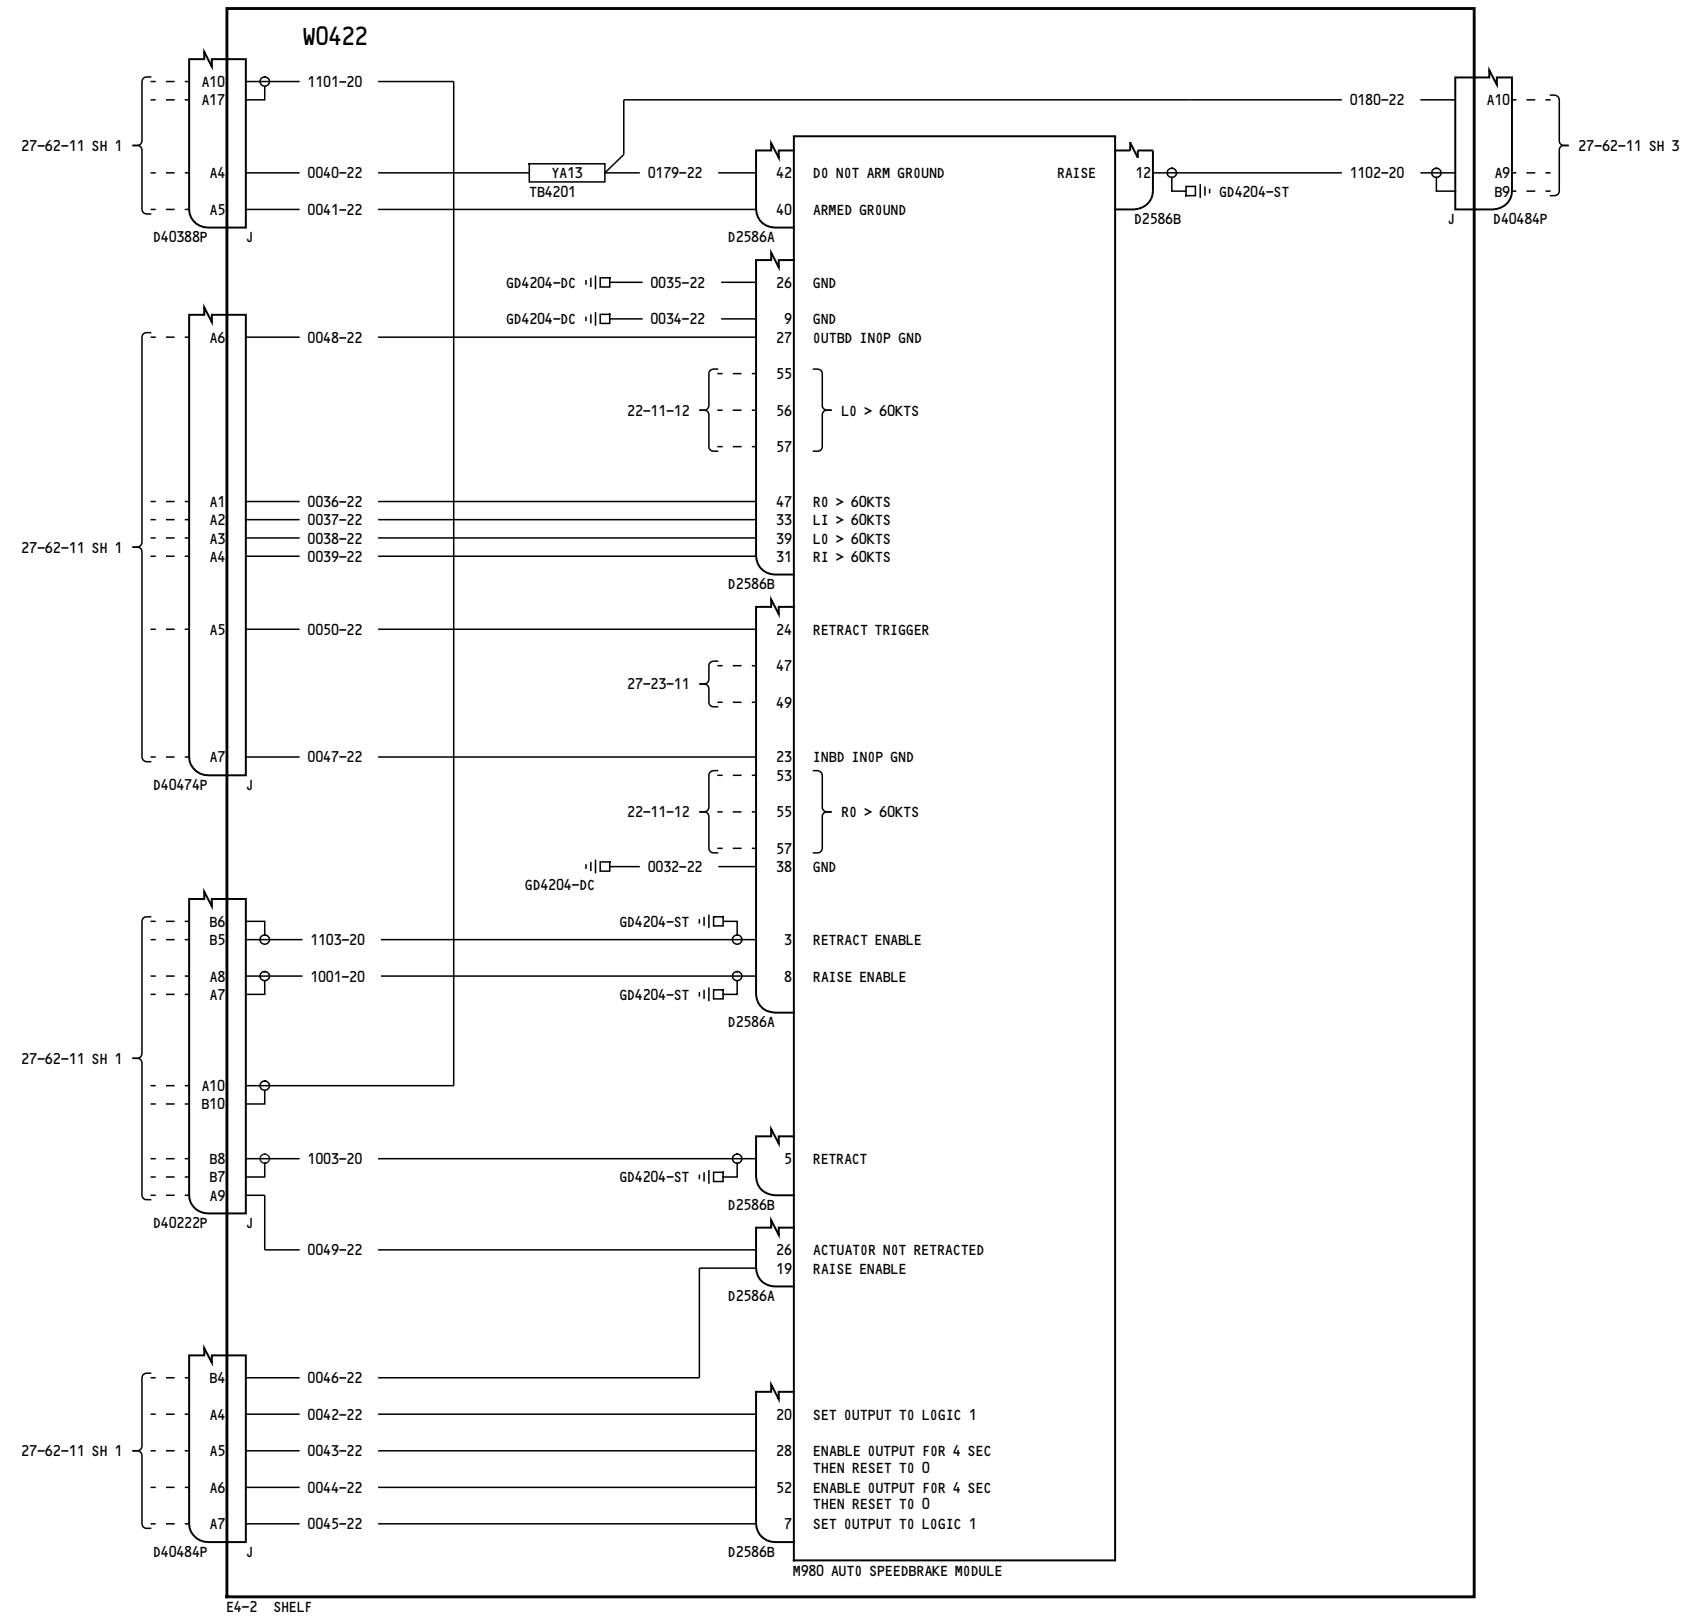 W0422
A10 1101-20
A17
0180-22 A10
27-62-11 SH 1
27-62-11 SH 3
A4 0040-22 YA13 0179-22 42 DO NOT ARM GROUND RAISE 12 1102-20 A9
TB4201
GD4204-ST B9
A5 0041-22 40 ARMED GROUND
D2586B J D40484P
D40388P J D2586A
GD4204-DC 0035-22 26 GND
GD4204-DC 0034-22 9 GND
A6 0048-22 27 OUTBD INOP GND
55
22-11-12 56 LO > 60KTS
57
A1 0036-22 47 RO > 60KTS
A2 0037-22 33 LI > 60KTS
A3 0038-22 39 LO > 60KTS
27-62-11 SH 1
A4 0039-22 31 RI > 60KTS
D2586B
A5 0050-22 24 RETRACT TRIGGER
47
27-23-11
49
A7 0047-22 23 INBD INOP GND
53
D40474P J
22-11-12 55 RO > 60KTS
57
0032-22 38 GND
GD4204-DC
B6 GD4204-ST
B5 1103-20 3 RETRACT ENABLE
A8 1001-20 8 RAISE ENABLE
A7 GD4204-ST
D2586A
27-62-11 SH 1
A10
B10
B8 1003-20 5 RETRACT
B7 GD4204-ST
A9
D2586B
D40222P J
0049-22 26 ACTUATOR NOT RETRACTED
19 RAISE ENABLE
D2586A
B4 0046-22
A4 0042-22 20 SET OUTPUT TO LOGIC 1
27-62-11 SH 1 A5 0043-22 28 ENABLE OUTPUT FOR 4 SEC
THEN RESET TO 0
A6 0044-22 52 ENABLE OUTPUT FOR 4 SEC
THEN RESET TO 0
A7 0045-22 7 SET OUTPUT TO LOGIC 1
D40484P J D2586B
M980 AUTO SPEEDBRAKE MODULE
E4-2 SHELF